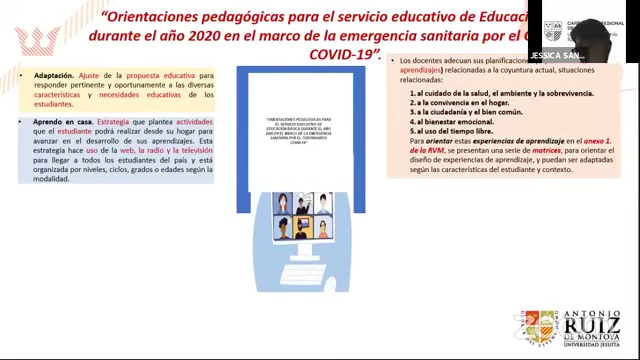 “Orientaciones pedagógicas para el servicio educativo de Educaci
durante el año 2020 en el marco de la emergencia sanitaria por el
COVID-19”.
JESSICA SAN...
• Adaptación. Ajuste de la propuesta educativa para
responder pertinente y oportunamente a las diversas
características y necesidades educativas de los
estudiantes.
• Aprendo en casa. Estrategia que plantea actividades
que el estudiante podrá realizar desde su hogar para
avanzar en el desarrollo de sus aprendizajes. Esta
estrategia hace uso de la web, la radio y la televisión
para llegar a todos los estudiantes del país y está
organizada por niveles, ciclos, grados o edades según la
modalidad.
“ORIENTACIONES PEDAGÓGICAS PARA
EL SERVICIO EDUCATIVO DE
EDUCACIÓN BÁSICA DURANTE EL AÑO
2020 EN EL MARCO DE LA EMERGENCIA
SANITARIA POR EL CORONAVIRUS
COVID-19”
• Los docentes adecuan sus planificacion
aprendizajes) relacionadas a la coyuntura actual, situaciones
relacionadas:
1. al cuidado de la salud, el ambiente y la sobrevivencia.
2. a la convivencia en el hogar.
3. a la ciudadanía y el bien común.
4. al bienestar emocional.
5. al uso del tiempo libre.
Para orientar estas experiencias de aprendizaje en el anexo 1.
de la RVM, se presentan una serie de matrices, para orientar el
diseño de experiencias de aprendizaje, y puedan ser adaptadas
según las características del estudiante y contexto.
ANTONIO
RUIZ
DE MONTOYA
UNIVERSIDAD JESUITA